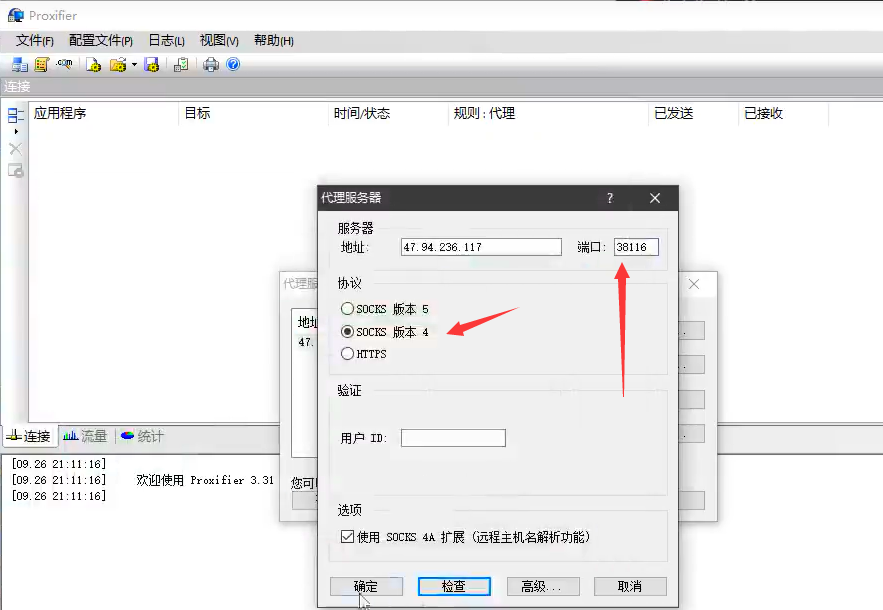 Proxifier
文件(F) 配置文件(P) 日志(L) 视图(V) 帮助(H)
连接
应用程序 目标 时间/状态 规则 : 代理 已发送 已接收
代理服务器 ?
服务器
地址: 47.94.236.117 端口: 38116
代理服
协议
SOCKS 版本 5
地址
SOCKS 版本 4
47.
HTTPS
验证
用户 ID:
连接 流量 统计
[09.26 21:11:16]
[09.26 21:11:16] 欢迎使用 Proxifier 3.31
您可以
[09.26 21:11:16]
选项
使用 SOCKS 4A 扩展 (远程主机名解析功能)
确定 检查 高级... 取消